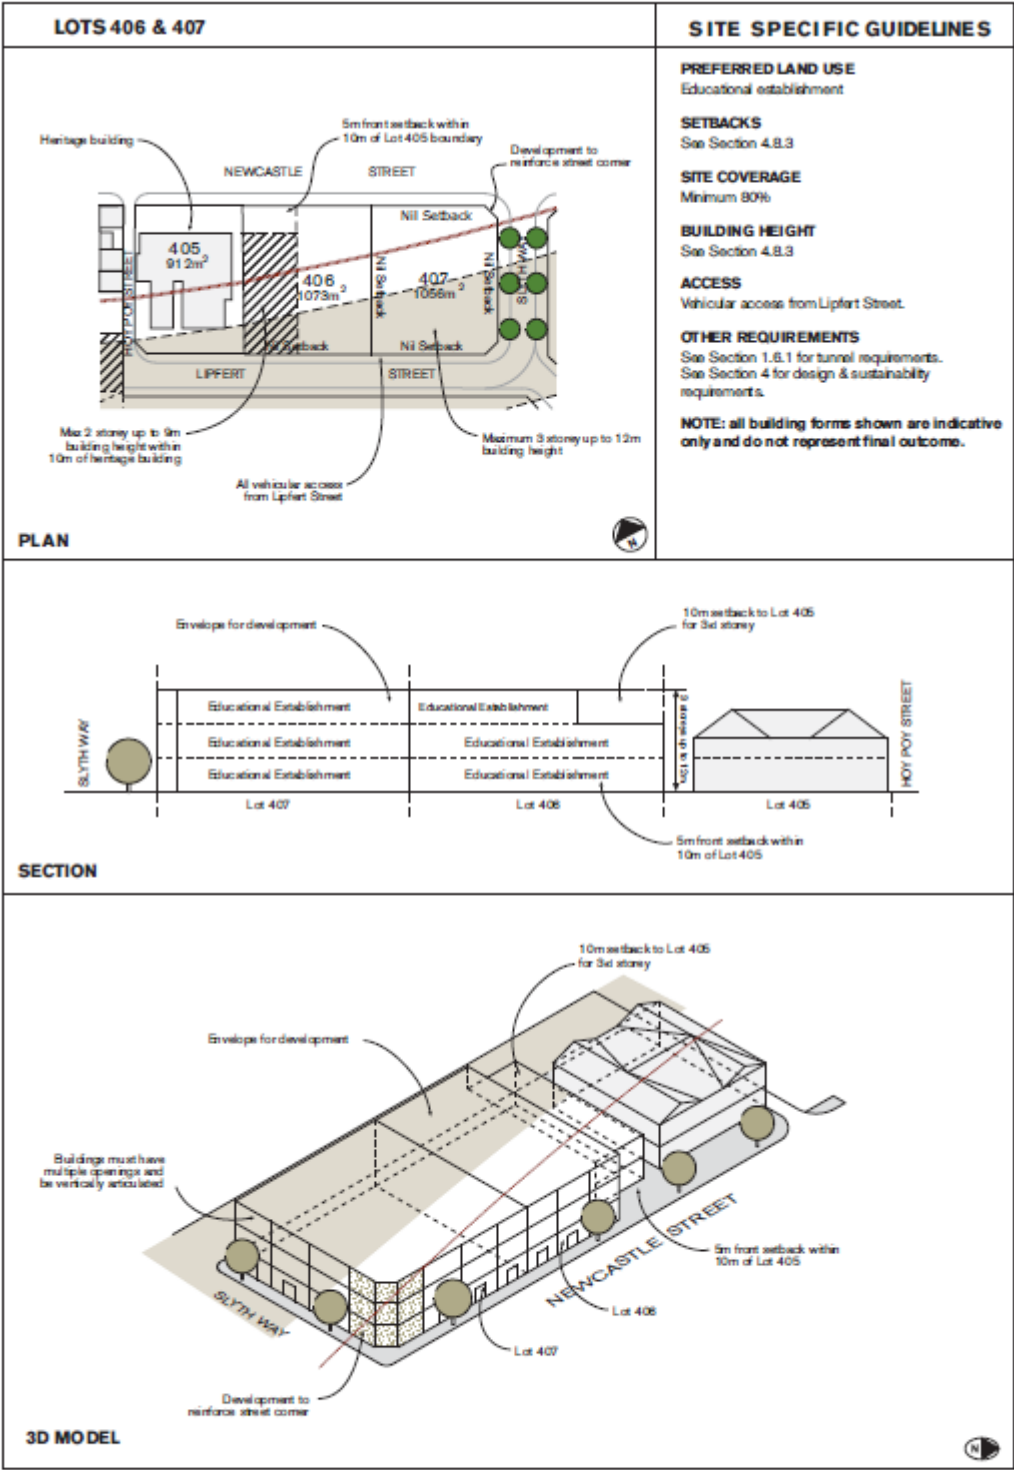 LOTS 406 & 407
SITE SPECIFIC GUIDELINES
PREFERRED LAND USE
Educational establishment
SETBACKS
See Section 4.8.3
SITE COVERAGE
Minimum 80%
BUILDING HEIGHT
See Section 4.8.3
ACCESS
Vehicular access from Lipfert Street.
OTHER REQUIREMENTS
See Section 1.6.1 for tunnel requirements.
See Section 4 for design & sustainability
requirements.
NOTE: all building forms shown are indicative
only and do not represent final outcome.
Heritage building
5m front setback within
10m of Lot 405 boundary
Development to
reinforce street corner
NEWCASTLE STREET
Nil Setback
405
912m²
406
1073m²
407
1056m²
Nil Setback
Nil Setback
HOY POY STREET
SLYTH WAY
Nil Setback
Nil Setback
LIPFERT STREET
Max 2 storey up to 9m
building height within
10m of heritage building
Maximum 3 storey up to 12m
building height
All vehicular access
from Lipfert Street
PLAN
N
Envelope for development
10m setback to Lot 405
for 3rd storey
SLYTH WAY
HOY POY STREET
Educational Establishment
Educational Establishment
Educational Establishment
Educational Establishment
Educational Establishment
Educational Establishment
3 storeys up to 12m
Lot 407
Lot 406
Lot 405
5m front setback within
10m of Lot 405
SECTION
10m setback to Lot 405
for 3rd storey
Envelope for development
Buildings must have
multiple openings and
be vertically articulated
NEWCASTLE STREET
5m front setback within
10m of Lot 405
SLYTH WAY
Lot 406
Lot 407
Development to
reinforce street corner
3D MODEL
N